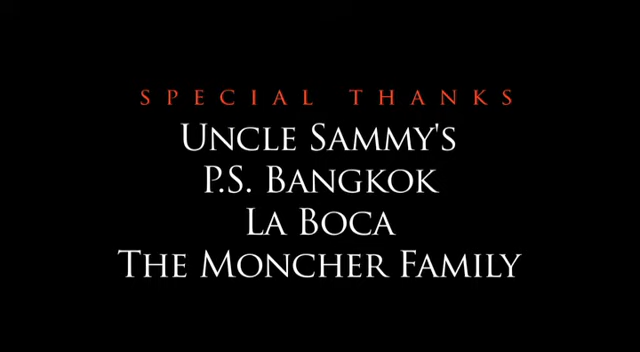 SPECIAL THANKS
UNCLE SAMMY'S
P.S. BANGKOK
LA BOCA
THE MONCHER FAMILY